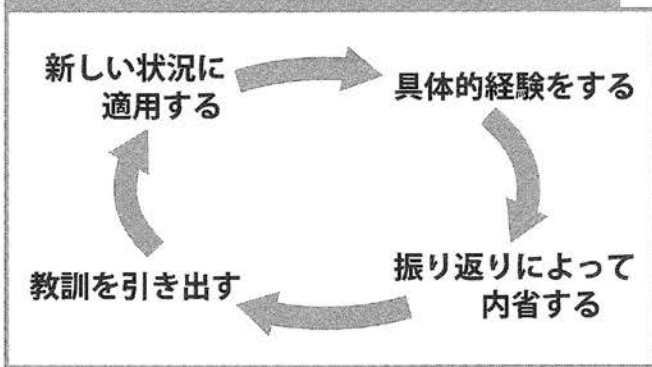 新しい状況に
適用する
具体的経験をする
振り返りによって
内省する
教訓を引き出す